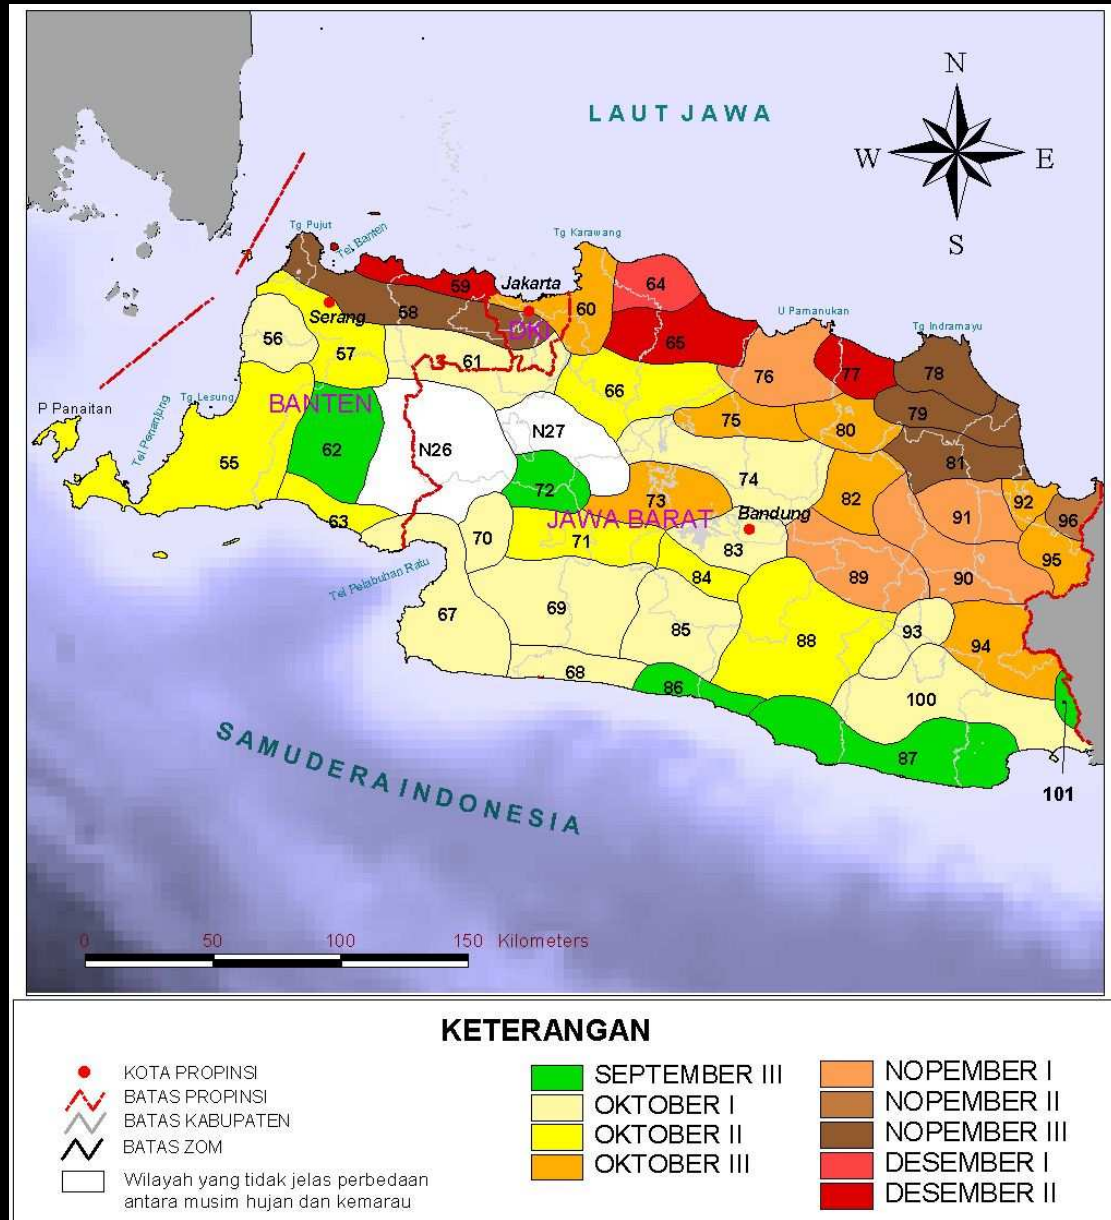 N
LAUT JAWA
W
E
S
Tg Pujut
Tel Banten
Tg Karawang
59
Jakarta
64
60
U Pamanukan
Serang
58
DKI
Tg Indramayu
56
57
61
65
76
77
78
P Panaitan
Tg Lesung
BANTEN
66
79
Tel Penanjung
75
80
N27
N26
62
55
81
74
72
73
82
92
63
JAWA BARAT
Bandung
91
96
70
71
83
95
Tel Pelabuhan Ratu
84
89
90
67
69
85
88
93
94
68
86
100
87
101
SAMUDERA INDONESIA
0 50 100 150 Kilometers
KETERANGAN
KOTA PROPINSI
BATAS PROPINSI
BATAS KABUPATEN
BATAS ZOM
Wilayah yang tidak jelas perbedaan
antara musim hujan dan kemarau
SEPTEMBER III
OKTOBER I
OKTOBER II
OKTOBER III
NOPEMBER I
NOPEMBER II
NOPEMBER III
DESEMBER I
DESEMBER II